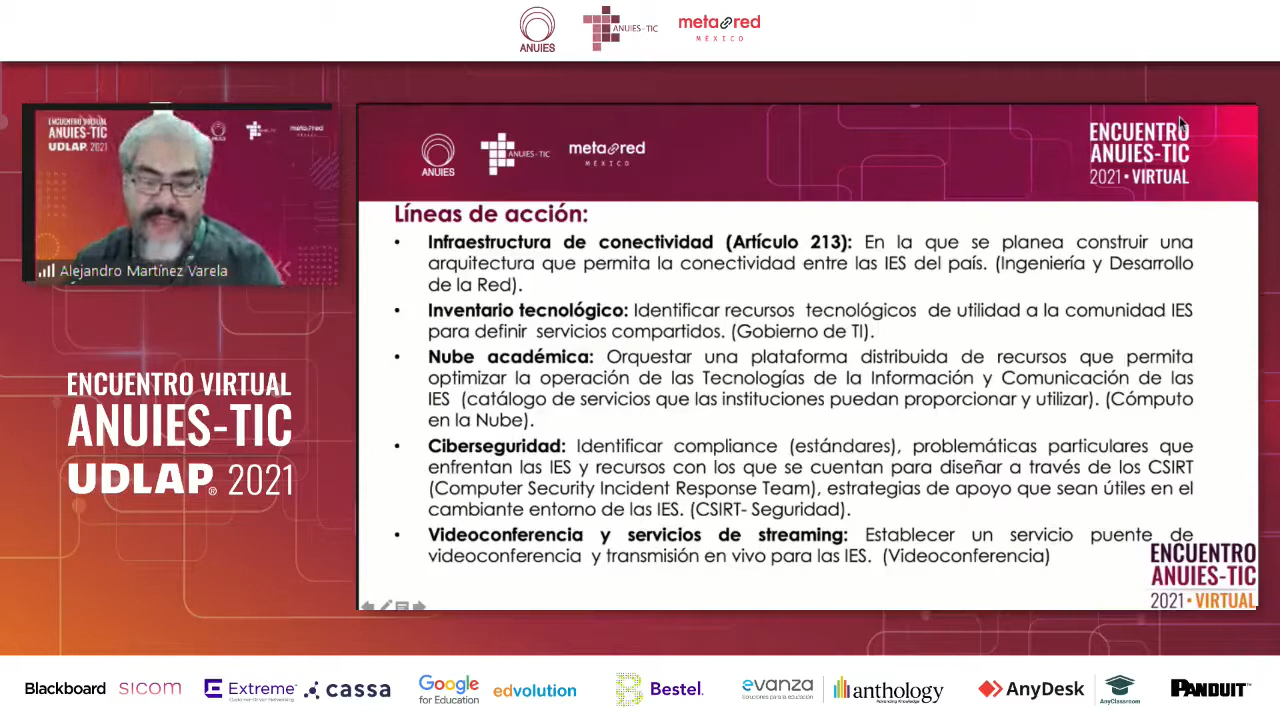 ANUIES
ANUIES-TIC
metared
MÉXICO
ENCUENTRO VIRTUAL
ANUIES-TIC
UDLAP 2021
metared
Alejandro Martínez Varela
ENCUENTRO VIRTUAL
ANUIES-TIC
UDLAP® 2021
ANUIES
ANUIES-TIC
metared
MÉXICO
ENCUENTRO
ANUIES-TIC
2021 • VIRTUAL
Líneas de acción:
• Infraestructura de conectividad (Artículo 213): En la que se planea construir una
arquitectura que permita la conectividad entre las IES del país. (Ingeniería y Desarrollo
de la Red).
• Inventario tecnológico: Identificar recursos tecnológicos de utilidad a la comunidad IES
para definir servicios compartidos. (Gobierno de TI).
• Nube académica: Orquestar una plataforma distribuida de recursos que permita
optimizar la operación de las Tecnologías de la Información y Comunicación de las
IES (catálogo de servicios que las instituciones puedan proporcionar y utilizar). (Cómputo
en la Nube).
• Ciberseguridad: Identificar compliance (estándares), problemáticas particulares que
enfrentan las IES y recursos con los que se cuentan para diseñar a través de los CSIRT
(Computer Security Incident Response Team), estrategias de apoyo que sean útiles en el
cambiante entorno de las IES. (CSIRT- Seguridad).
• Videoconferencia y servicios de streaming: Establecer un servicio puente de
videoconferencia y transmisión en vivo para las IES. (Videoconferencia)
ENCUENTRO
ANUIES-TIC
2021 • VIRTUAL
Blackboard
sicom
Extreme
cassa
Google
for Education
edvolution
Bestel.
evanza
anthology
AnyDesk
AnyClassroom
PANDUIT